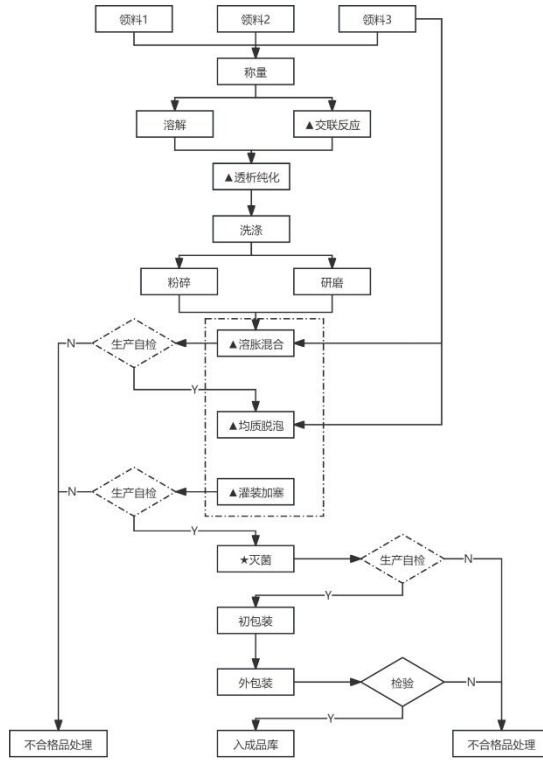 领料1
领料2
领料3
称量
溶解
▲交联反应
▲透析纯化
洗涤
粉碎
研磨
N
生产自检
▲溶胀混合
Y
▲均质脱泡
N
生产自检
▲灌装加塞
Y
★灭菌
生产自检
N
Y
初包装
外包装
检验
N
Y
不合格品处理
入成品库
不合格品处理